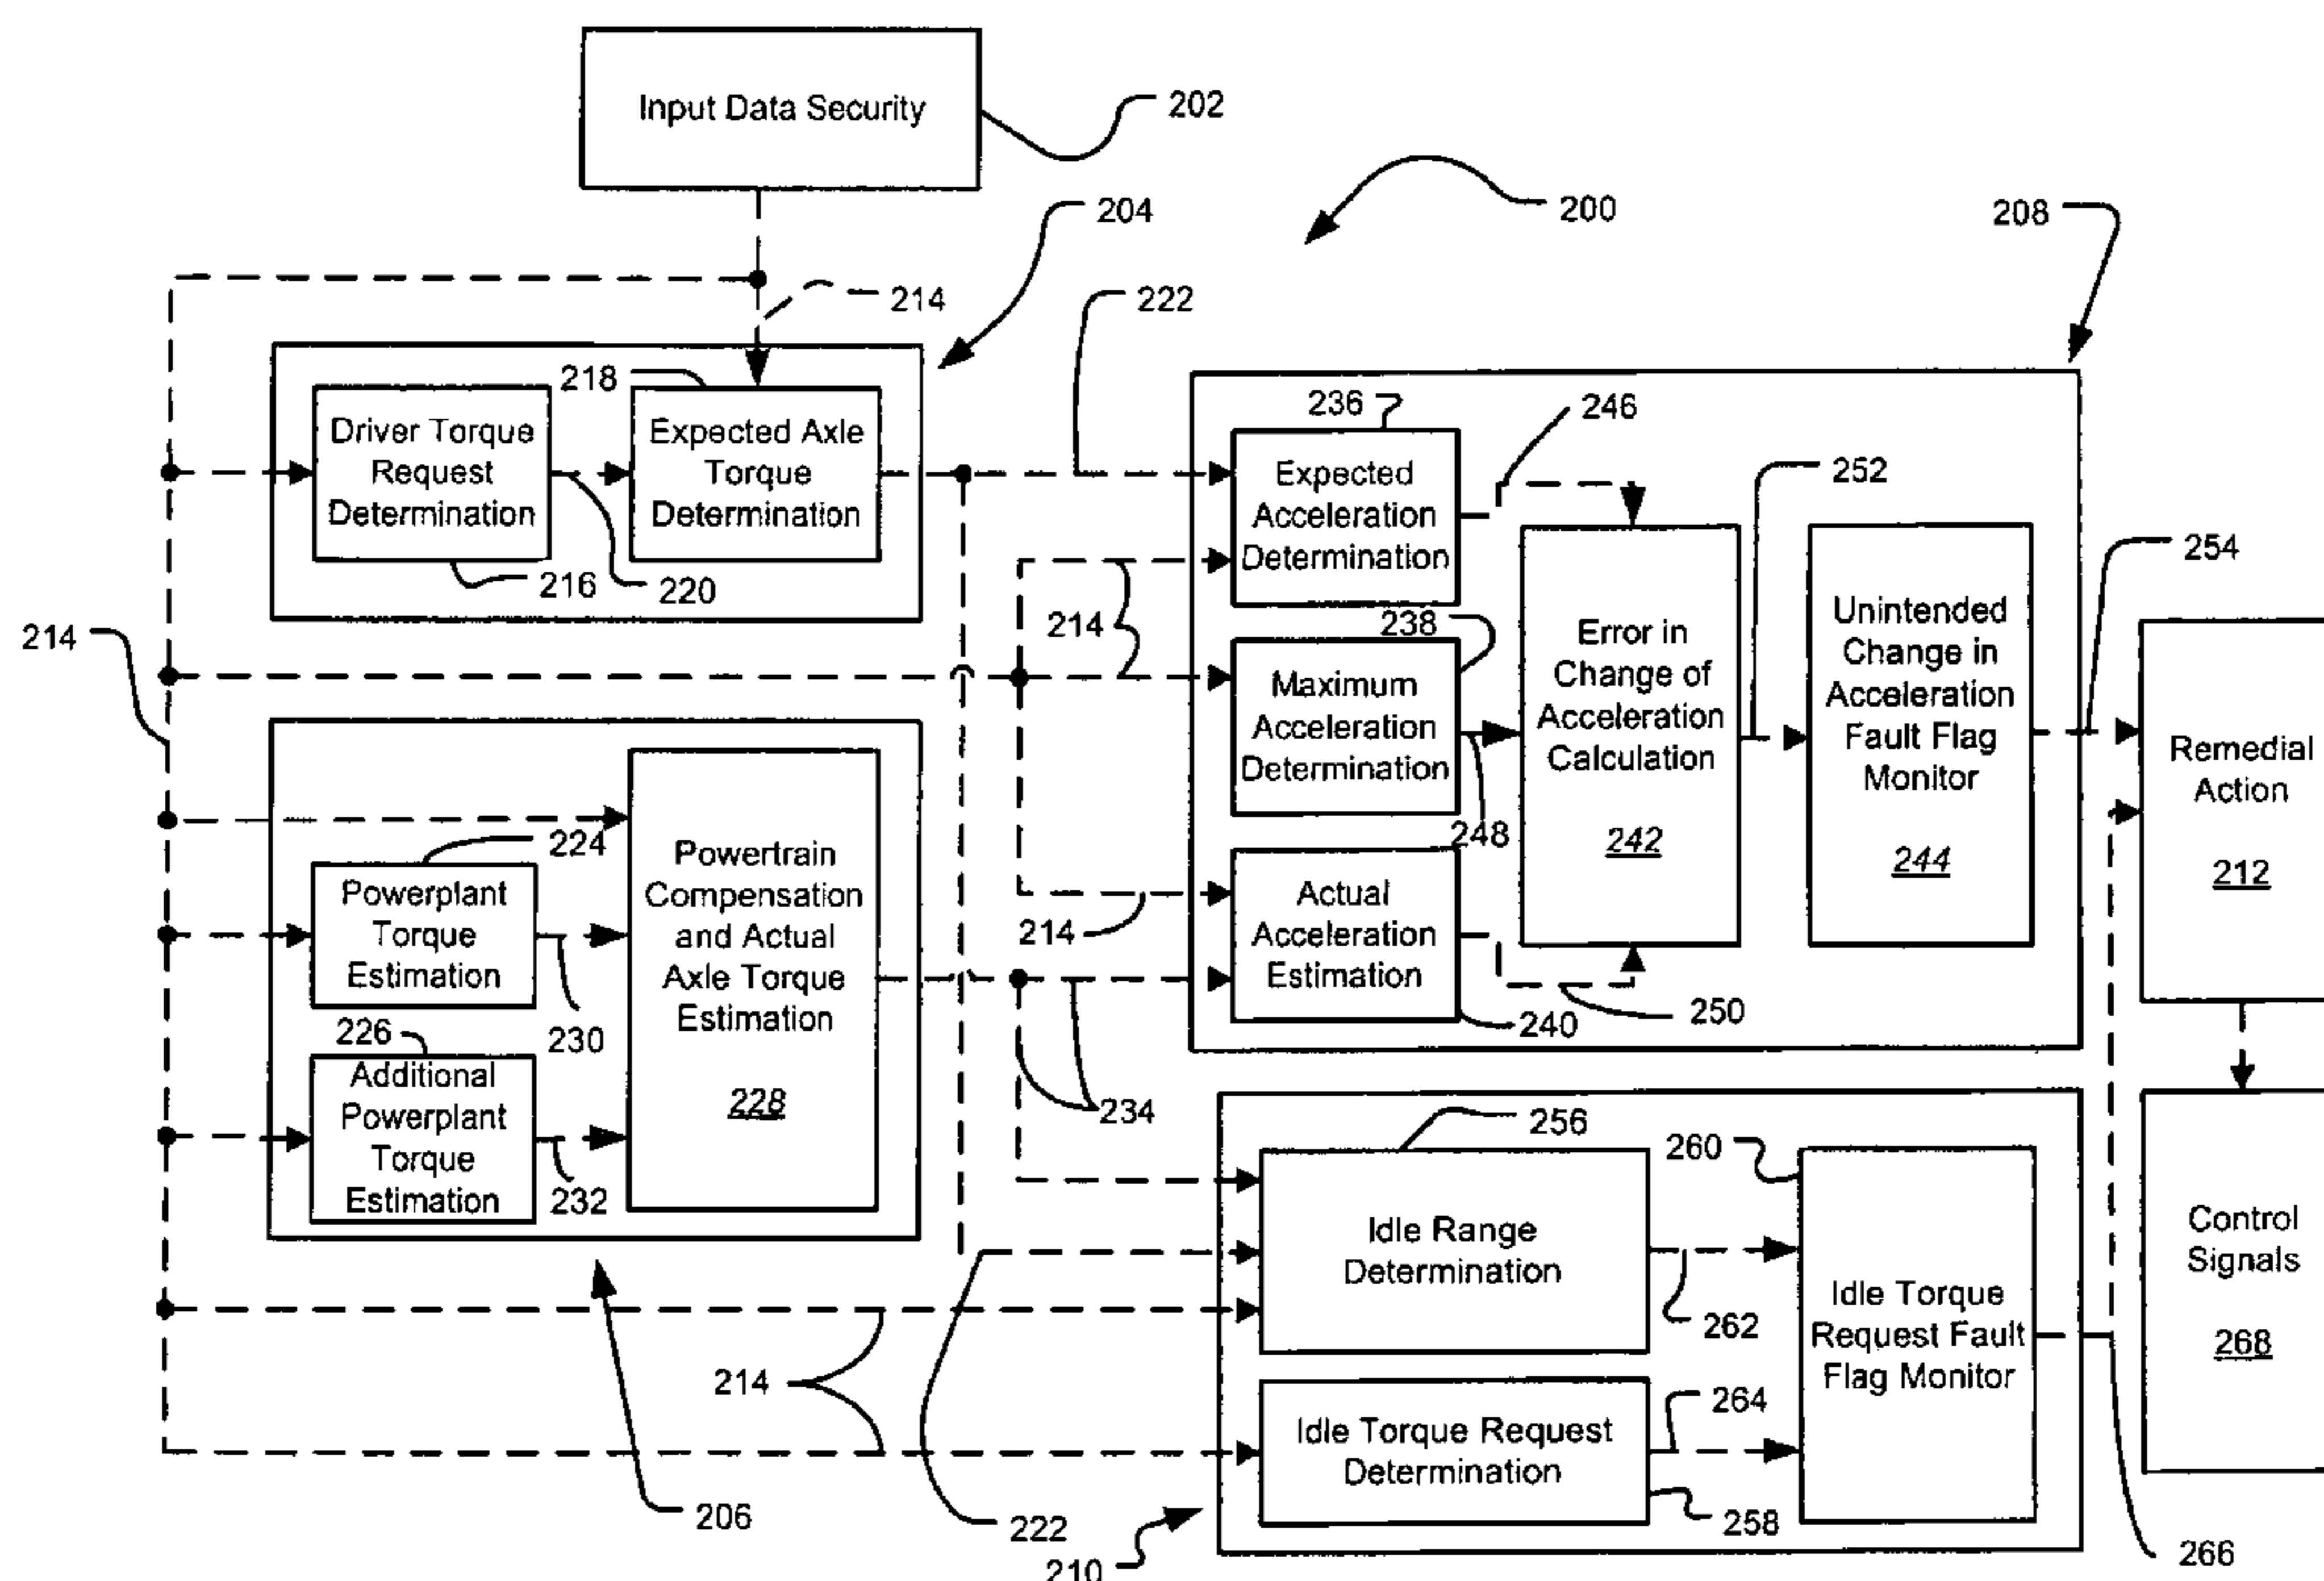 Input Data Security
202
200
204
208
214
222
218
236
246
Driver Torque
Request
Determination
Expected Axle
Torque
Determination
Expected
Acceleration
Determination
252
254
216
220
214
214
238
Maximum
Acceleration
Determination
Error in
Change of
Acceleration
Calculation
242
Unintended
Change in
Acceleration
Fault Flag
Monitor
244
Remedial
Action
212
248
224
Powerplant
Torque
Estimation
Powertrain
Compensation
and Actual
Axle Torque
Estimation
228
214
Actual
Acceleration
Estimation
240
250
226
230
Additional
Powerplant
Torque
Estimation
232
234
256
260
Idle Range
Determination
262
Idle Torque
Request Fault
Flag Monitor
Control
Signals
268
214
264
Idle Torque Request
Determination
206
222
258
210
266